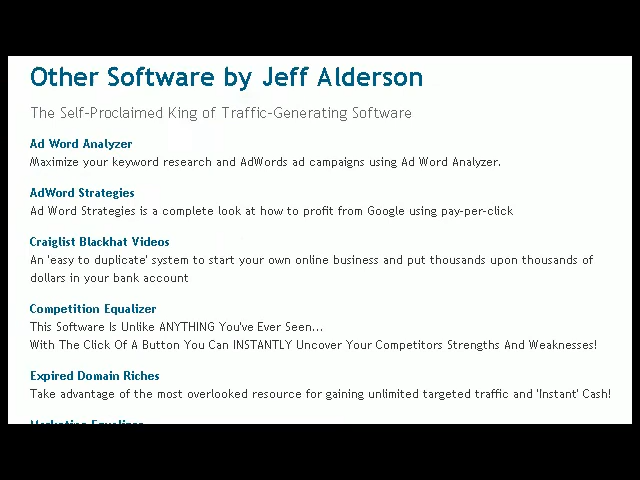 Other Software by Jeff Alderson
The Self-Proclaimed King of Traffic-Generating Software
Ad Word Analyzer
Maximize your keyword research and AdWords ad campaigns using Ad Word Analyzer.
AdWord Strategies
Ad Word Strategies is a complete look at how to profit from Google using pay-per-click
Craiglist Blackhat Videos
An 'easy to duplicate' system to start your own online business and put thousands upon thousands of
dollars in your bank account
Competition Equalizer
This Software Is Unlike ANYTHING You've Ever Seen...
With The Click Of A Button You Can INSTANTLY Uncover Your Competitors Strengths And Weaknesses!
Expired Domain Riches
Take advantage of the most overlooked resource for gaining unlimited targeted traffic and 'Instant' Cash!
Marketing Equalizer